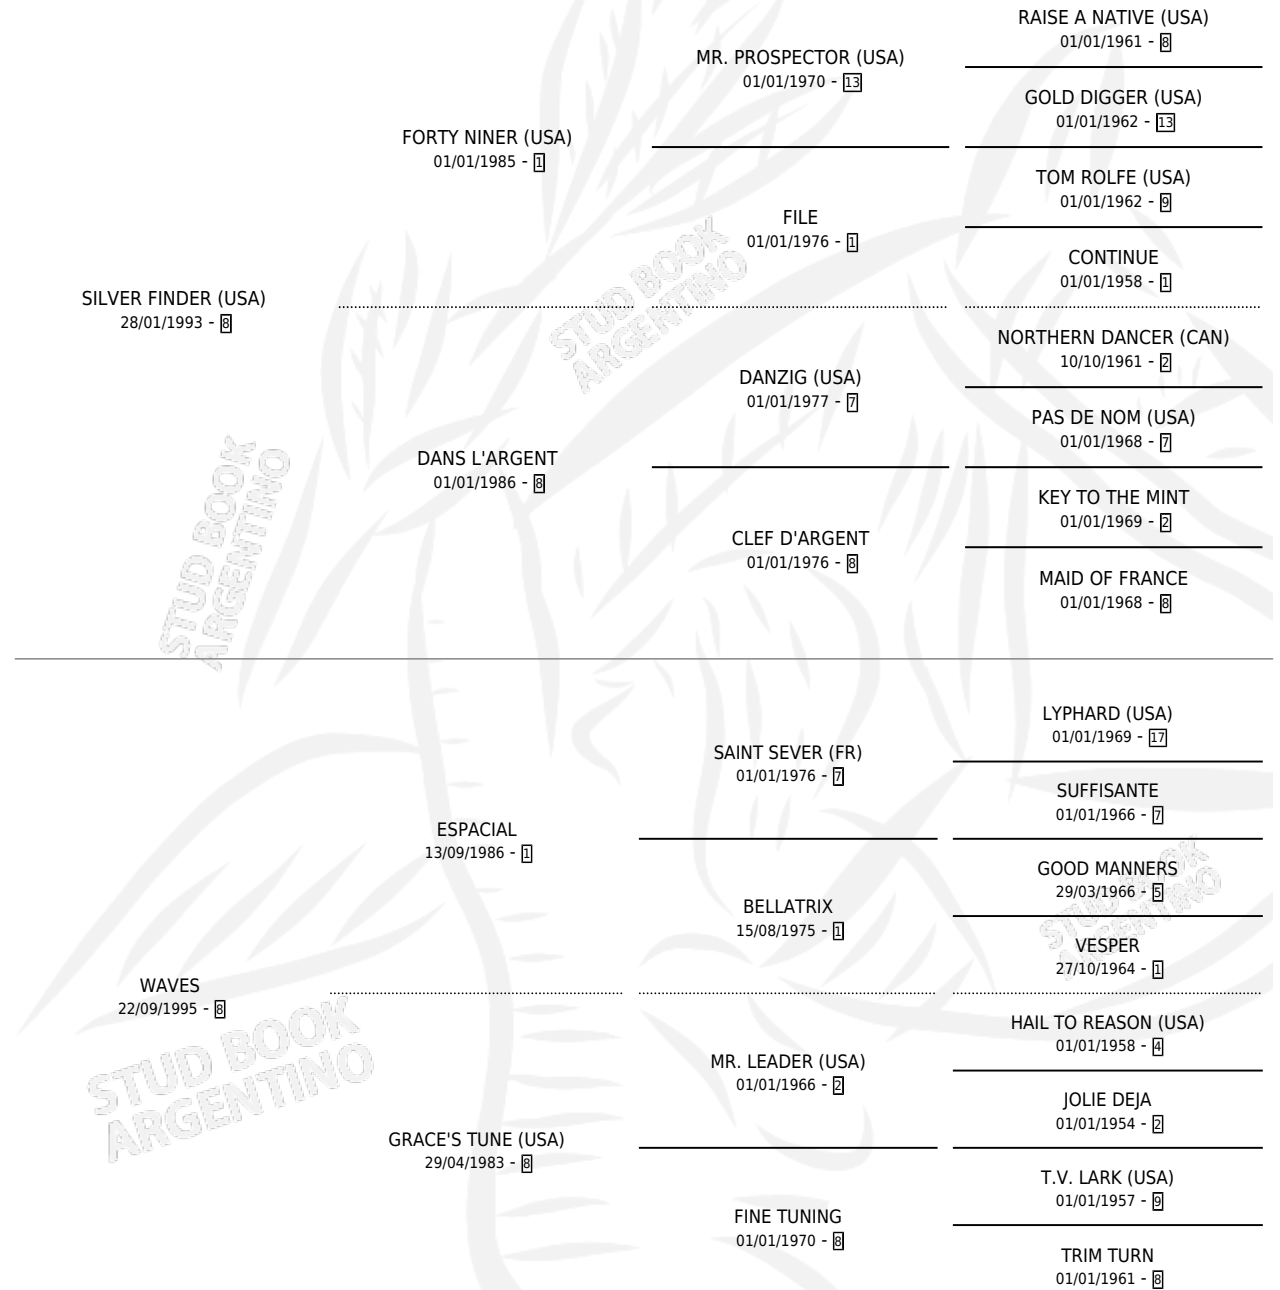 RAISE A NATIVE (USA)
01/01/1961 - 8
MR. PROSPECTOR (USA)
01/01/1970 - 13
GOLD DIGGER (USA)
01/01/1962 - 13
FORTY NINER (USA)
01/01/1985 - 1
TOM ROLFE (USA)
01/01/1962 - 9
FILE
01/01/1976 - 1
CONTINUE
01/01/1958 - 1
SILVER FINDER (USA)
28/01/1993 - 8
NORTHERN DANCER (CAN)
10/10/1961 - 2
DANZIG (USA)
01/01/1977 - 7
PAS DE NOM (USA)
01/01/1968 - 7
DANS L'ARGENT
01/01/1986 - 8
KEY TO THE MINT
01/01/1969 - 2
CLEF D'ARGENT
01/01/1976 - 8
MAID OF FRANCE
01/01/1968 - 8
LYPHARD (USA)
01/01/1969 - 17
SAINT SEVER (FR)
01/01/1976 - 7
SUFFISANTE
01/01/1966 - 7
ESPACIAL
13/09/1986 - 1
GOOD MANNERS
29/03/1966 - 5
BELLATRIX
15/08/1975 - 1
VESPER
27/10/1964 - 1
WAVES
22/09/1995 - 8
HAIL TO REASON (USA)
01/01/1958 - 4
MR. LEADER (USA)
01/01/1966 - 2
JOLIE DEJA
01/01/1954 - 2
GRACE'S TUNE (USA)
29/04/1983 - 8
T.V. LARK (USA)
01/01/1957 - 9
FINE TUNING
01/01/1970 - 8
TRIM TURN
01/01/1961 - 8
STUD BOOK
ARGENTINO
STUD BOOK
ARGENTINO
STUD BOOK
ARGENTINO
STUD BOOK
ARGENTINO